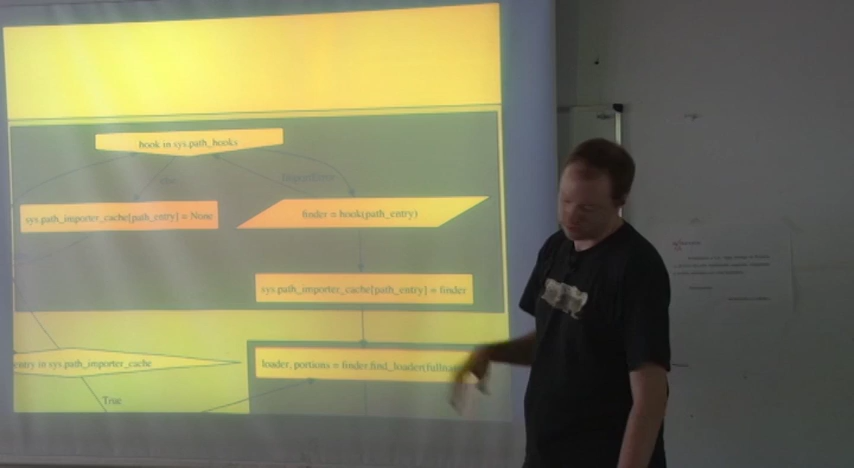 hook in sys.path_hooks
ImportError
sys.path_importer_cache[path_entry] = None
finder = hook(path_entry)
sys.path_importer_cache[path_entry] = finder
entry in sys.path_importer_cache
loader, portions = finder.find_loader(
True